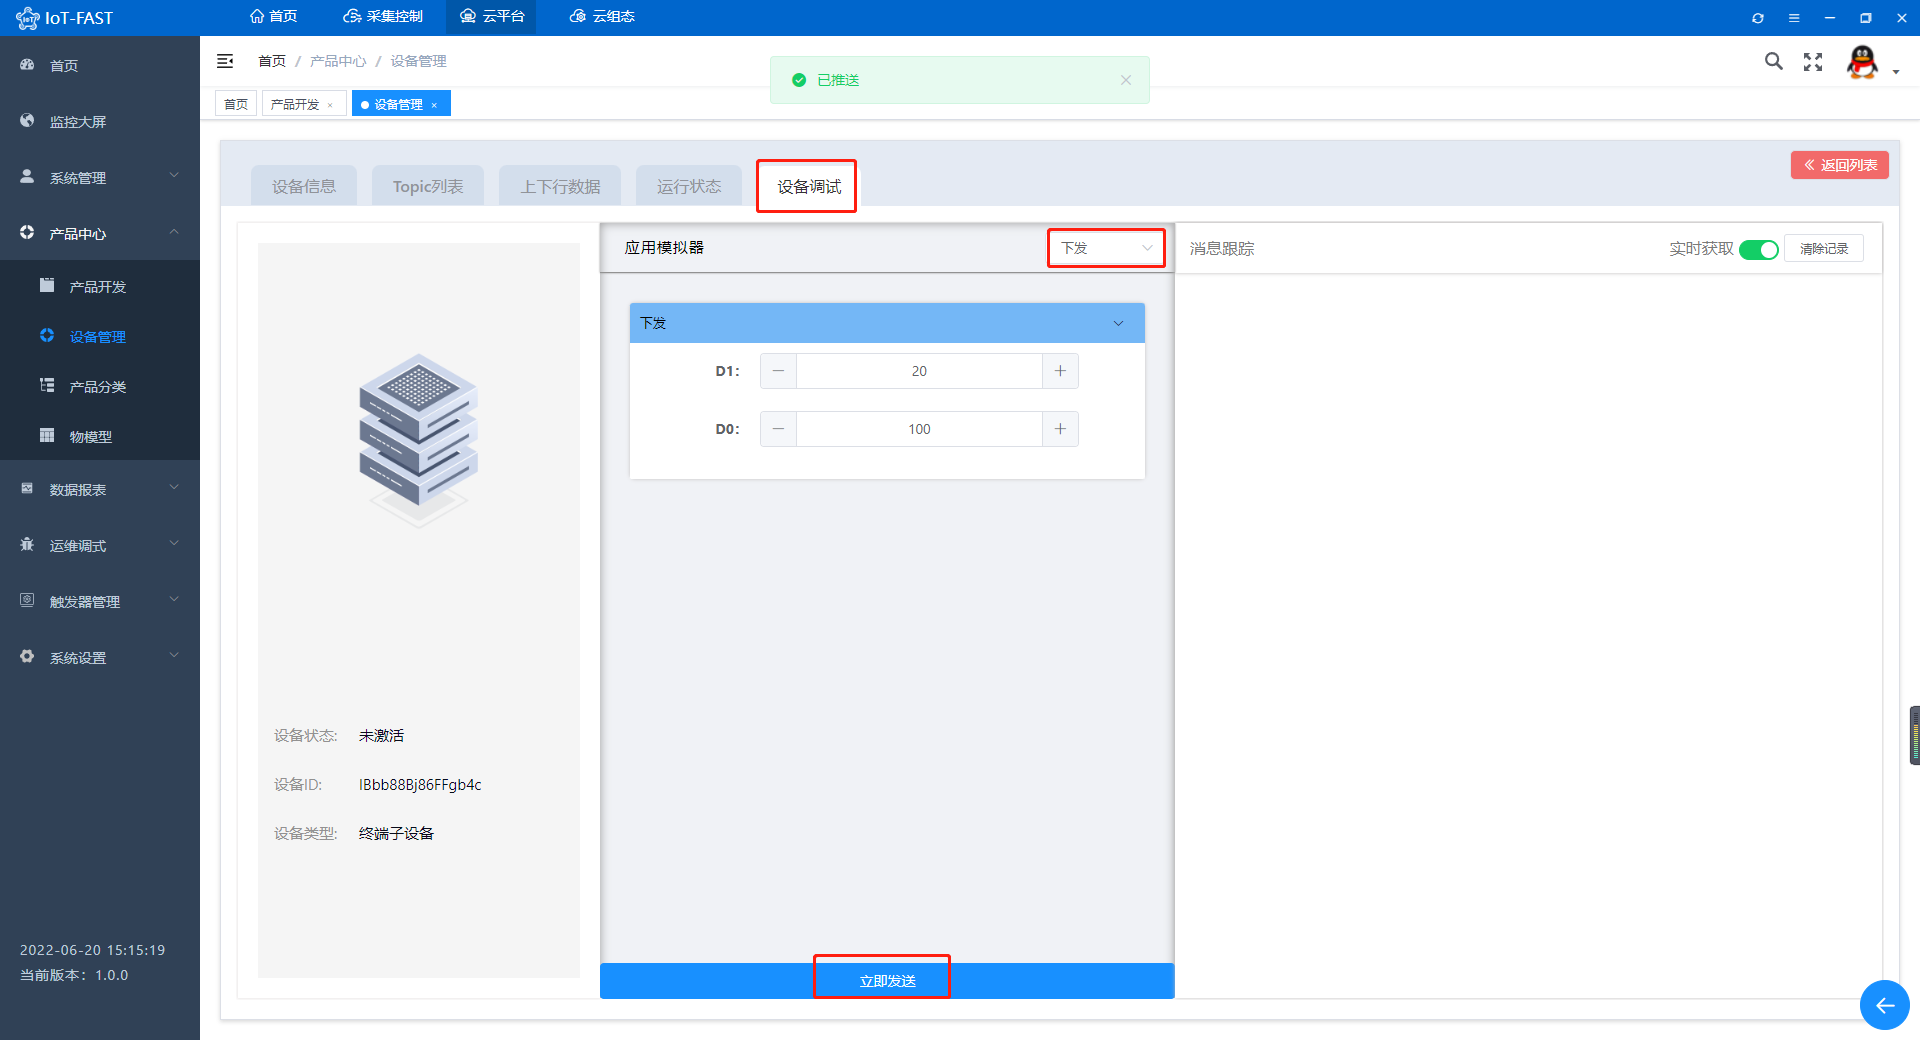 IoT-FAST
首页
采集控制
云平台
云组态
首页
监控大屏
系统管理
产品中心
产品开发
设备管理
产品分类
物模型
数据报表
运维调式
触发器管理
系统设置
2022-06-20 15:15:19
当前版本：1.0.0
首页 / 产品中心 / 设备管理
已推送
首页
产品开发 ×
设备管理 ×
设备信息
Topic列表
上下行数据
运行状态
设备调试
返回列表
设备状态: 未激活
设备ID: IBbb88Bj86FFgb4c
设备类型: 终端子设备
应用模拟器
下发
下发
D1: 20
D0: 100
立即发送
消息跟踪
实时获取
清除记录